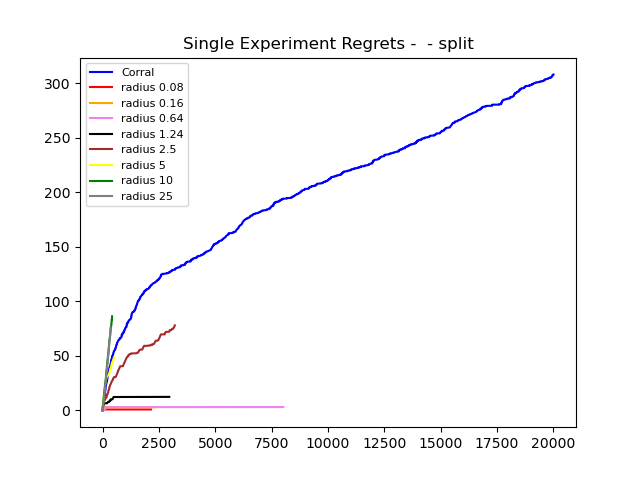 Single Experiment Regrets -  - split
Corral
radius 0.08
radius 0.16
radius 0.64
radius 1.24
radius 2.5
radius 5
radius 10
radius 25
300
250
200
150
100
50
0
0 2500 5000 7500 10000 12500 15000 17500 20000